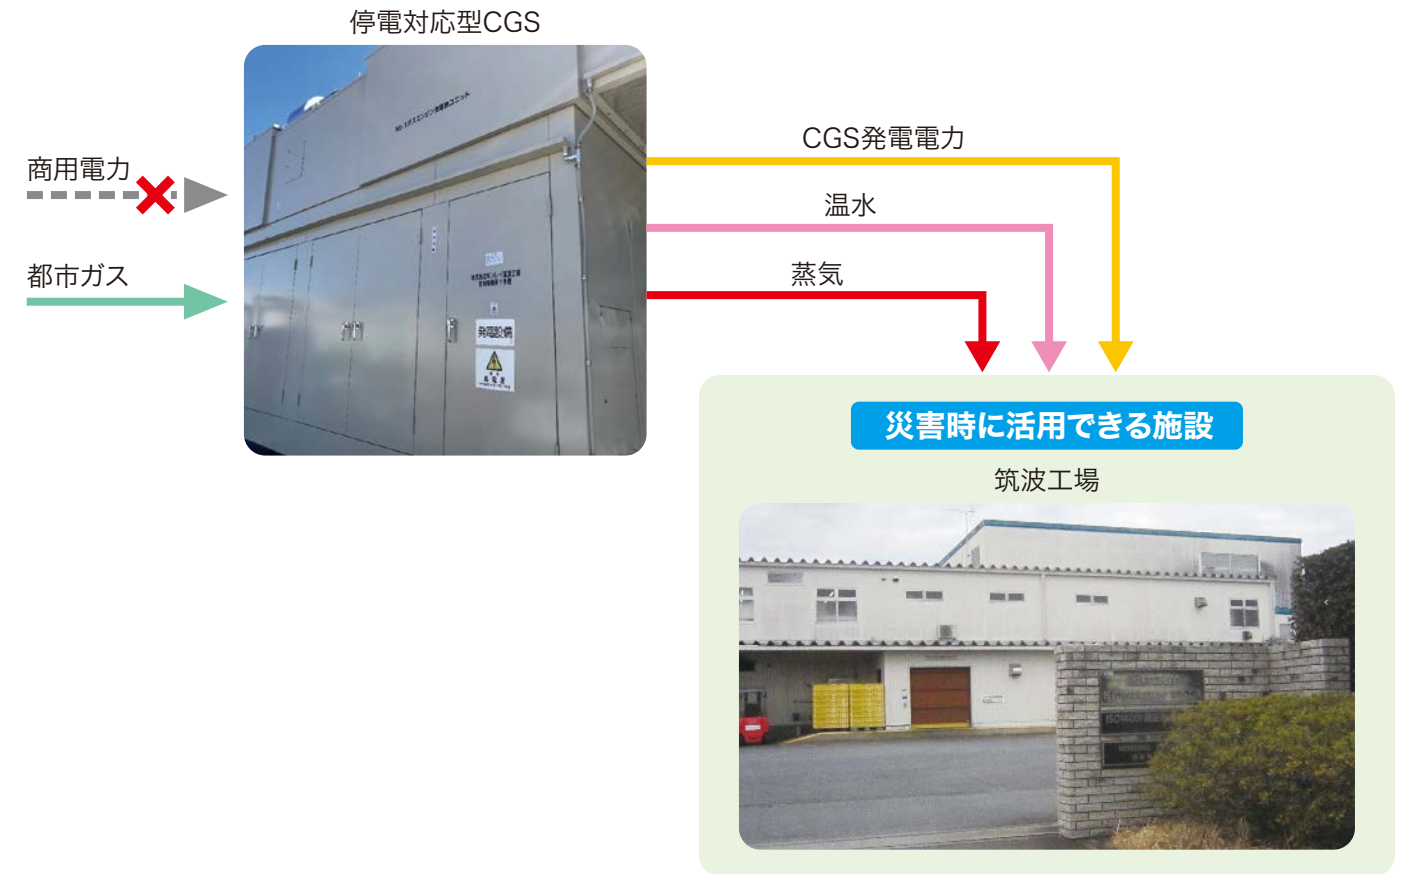 停電対応型CGS
商用電力
都市ガス
CGS発電電力
温水
蒸気
発電設備
災害時に活用できる施設
筑波工場